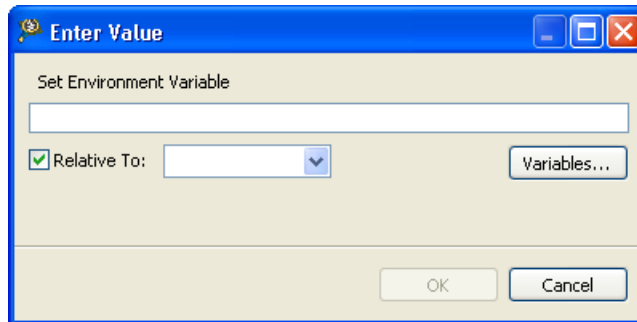 Enter Value
Set Environment Variable
Relative To:
Variables...
OK
Cancel